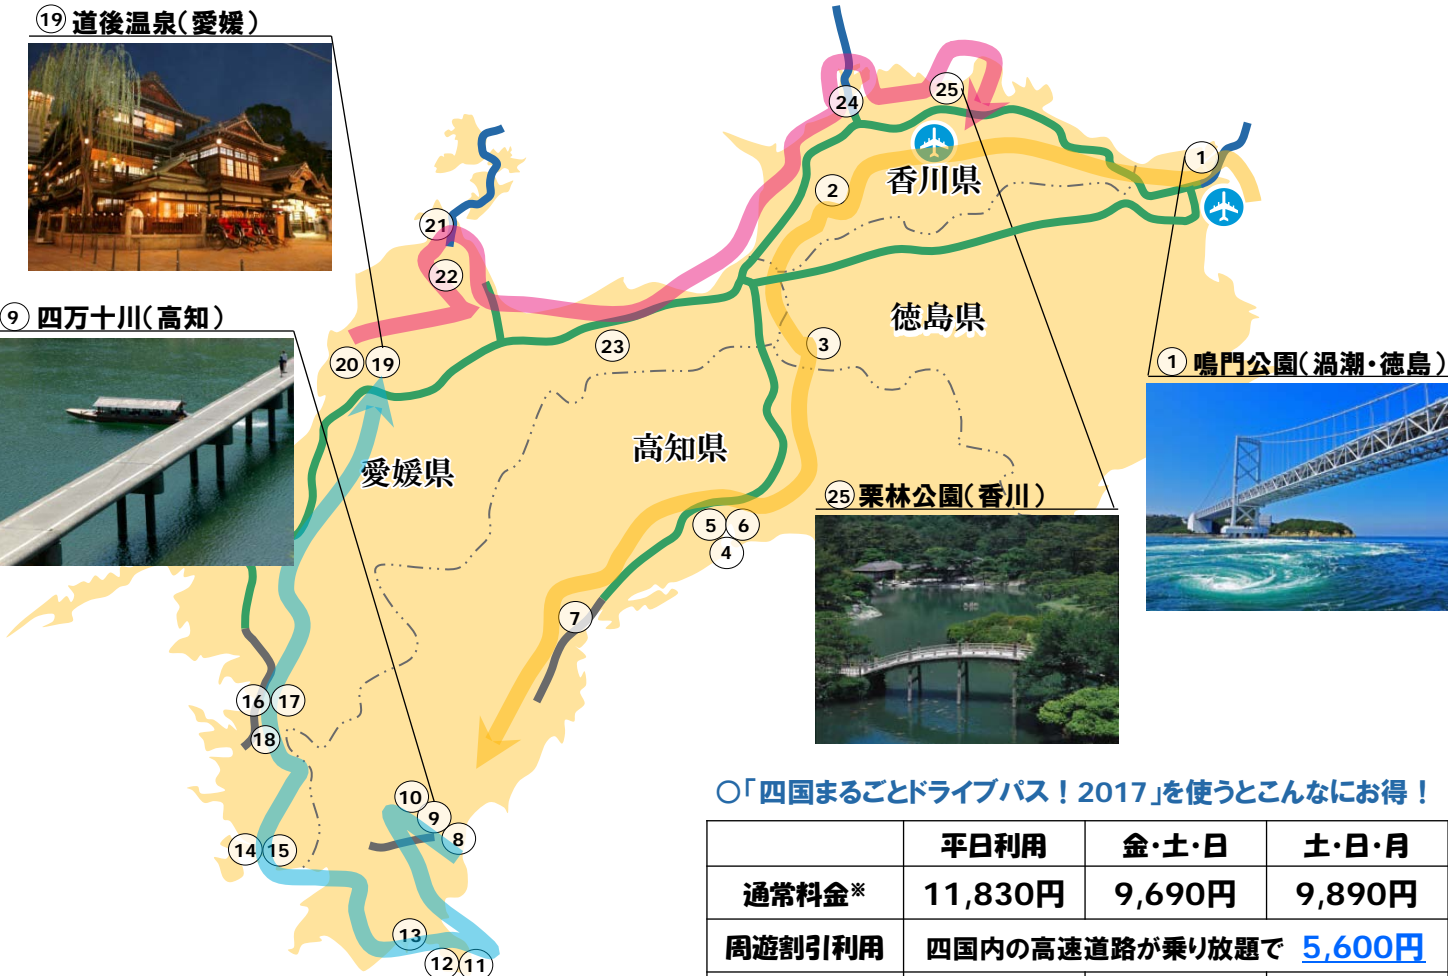 ⑲ 道後温泉(愛媛)
㉔
㉕
①
香川県
②
㉑
㉒
⑨ 四万十川(高知)
徳島県
③
㉓
⑳ ⑲
① 鳴門公園(渦潮・徳島)
愛媛県
高知県
㉕ 栗林公園(香川)
⑤ ⑥
④
⑦
⑯ ⑰
⑱
⑩
⑨
⑧
⑭ ⑮
⑬
⑫ ⑪
○「四国まるごとドライブパス！2017」を使うとこんなにお得！
平日利用 金・土・日 土・日・月
通常料金※ 11,830円 9,690円 9,890円
周遊割引利用 四国内の高速道路が乗り放題で 5,600円